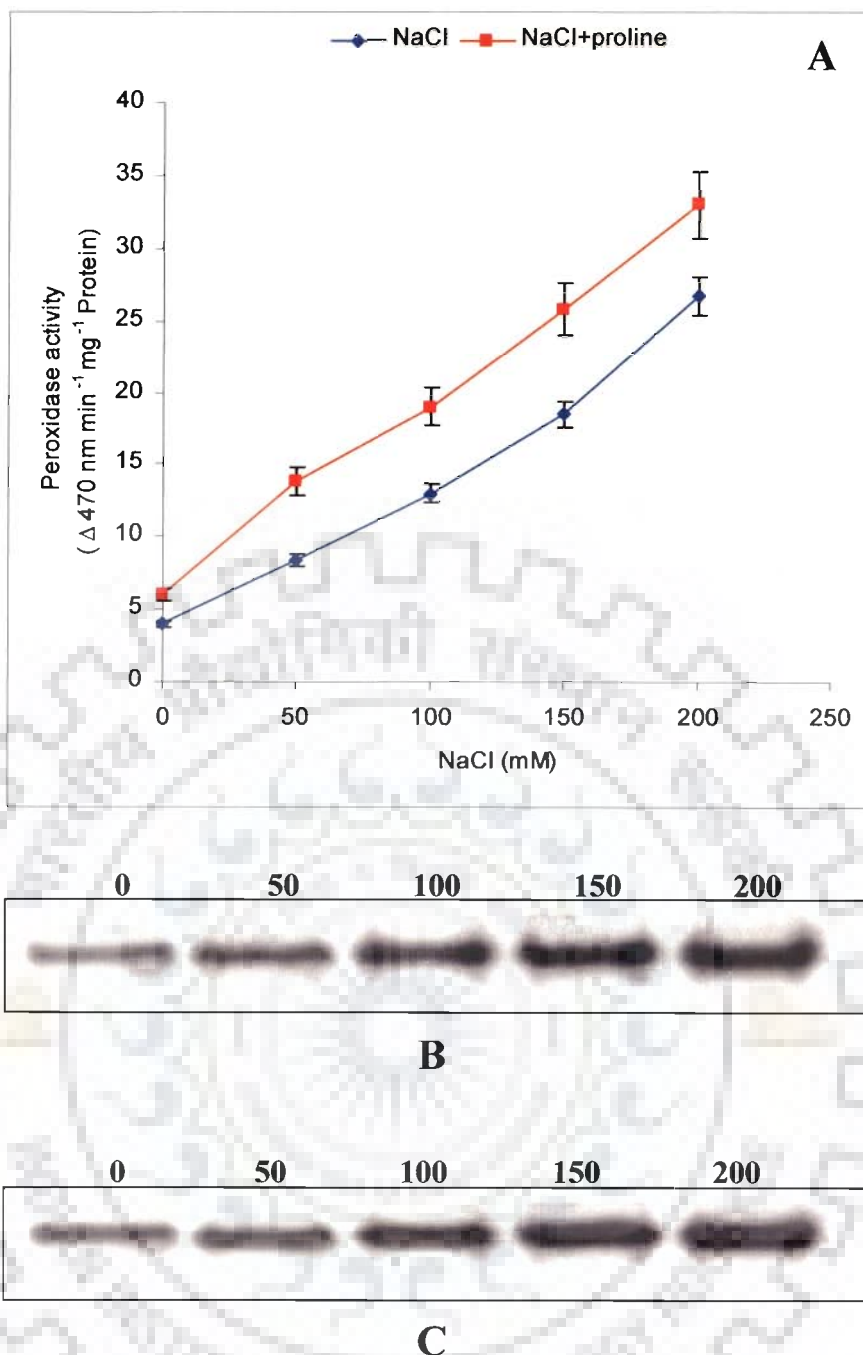 NaCl NaCl+proline
A
40
35
30
25
20
15
10
5
0
Peroxidase activity
(Δ 470 nm min⁻¹ mg⁻¹ Protein)
0 50 100 150 200 250
NaCl (mM)
0 50 100 150 200
B
0 50 100 150 200
C